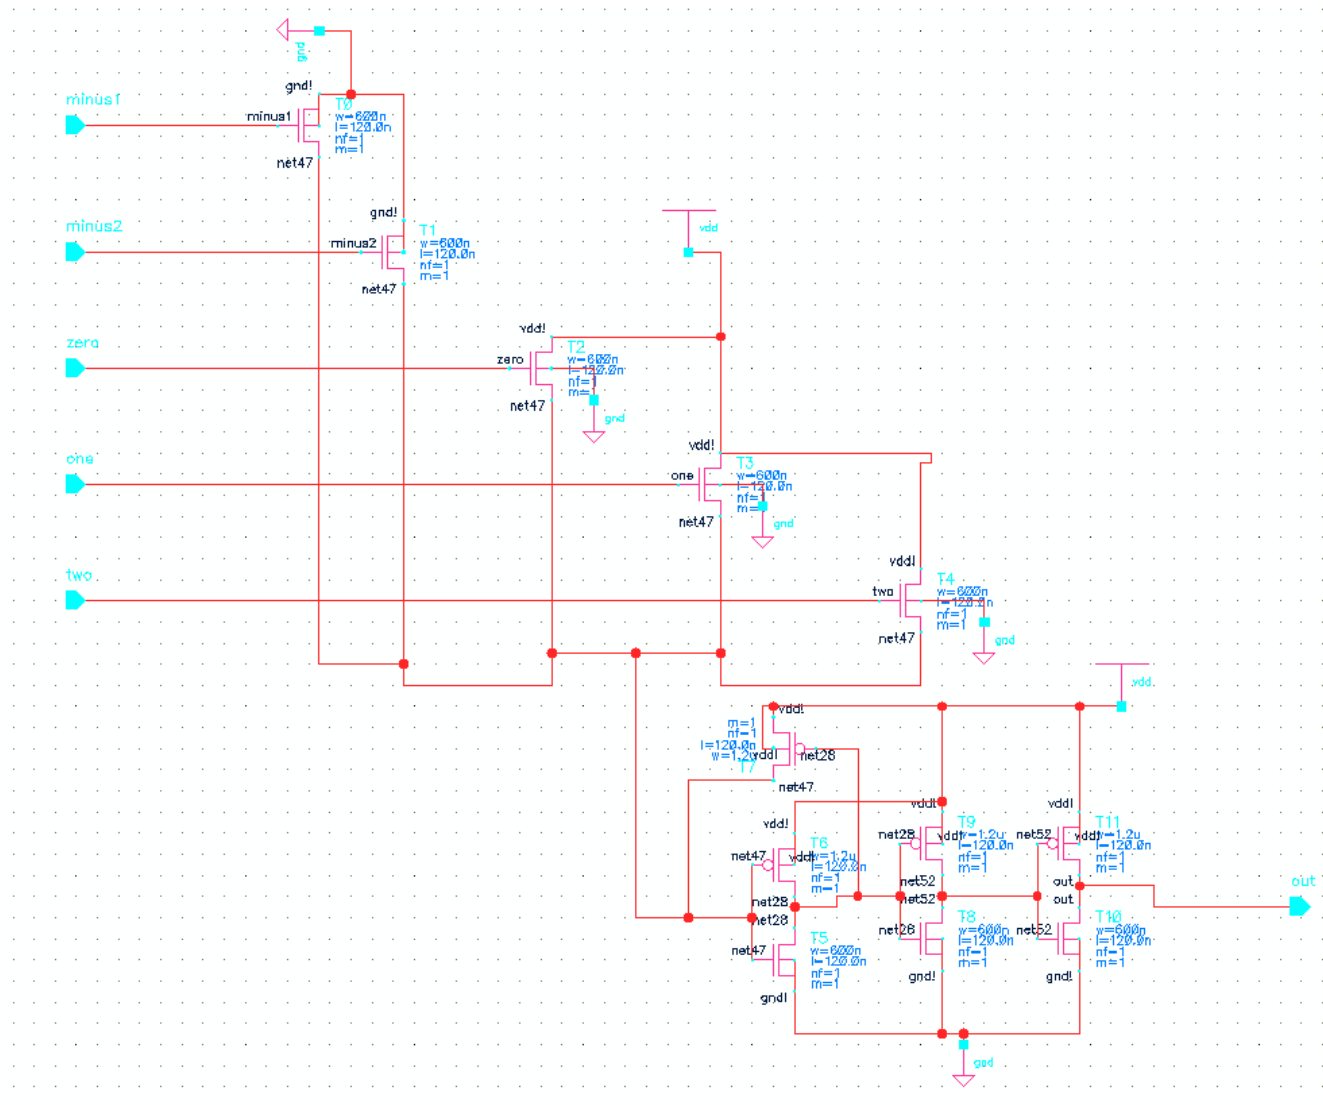 gnd
gnd!
minus1
minus1
T0
w=600n
l=120.0n
nf=1
m=1
net47
gnd!
minus2
minus2
T1
w=600n
l=120.0n
nf=1
m=1
net47
vdd
vdd!
zero
zero
T2
w=600n
l=120.0n
nf=1
m=
net47
gnd
vdd!
one
one
T3
w=600n
l=120.0n
nf=1
m=
net47
gnd
vdd!
two
two
T4
w=600n
l=120.0n
nf=1
m=1
net47
gnd
vdd
vdd!
m=1
nf=1
l=120.0n
w=1.2u
vdd!
net28
T7
net47
vdd!
net47
vdd!
T6
w=1.2u
l=120.0n
nf=1
m=1
net28
net28
net47
T5
w=600n
l=120.0n
nf=1
m=1
gnd!
vdd!
net28
vdd!
T9
w=1.2u
l=120.0n
nf=1
m=1
net52
net52
net28
T8
w=600n
l=120.0n
nf=1
m=1
gnd!
vdd!
net52
vdd!
T11
w=1.2u
l=120.0n
nf=1
m=1
out
out
out
net52
T10
w=600n
l=120.0n
nf=1
m=1
gnd!
gnd